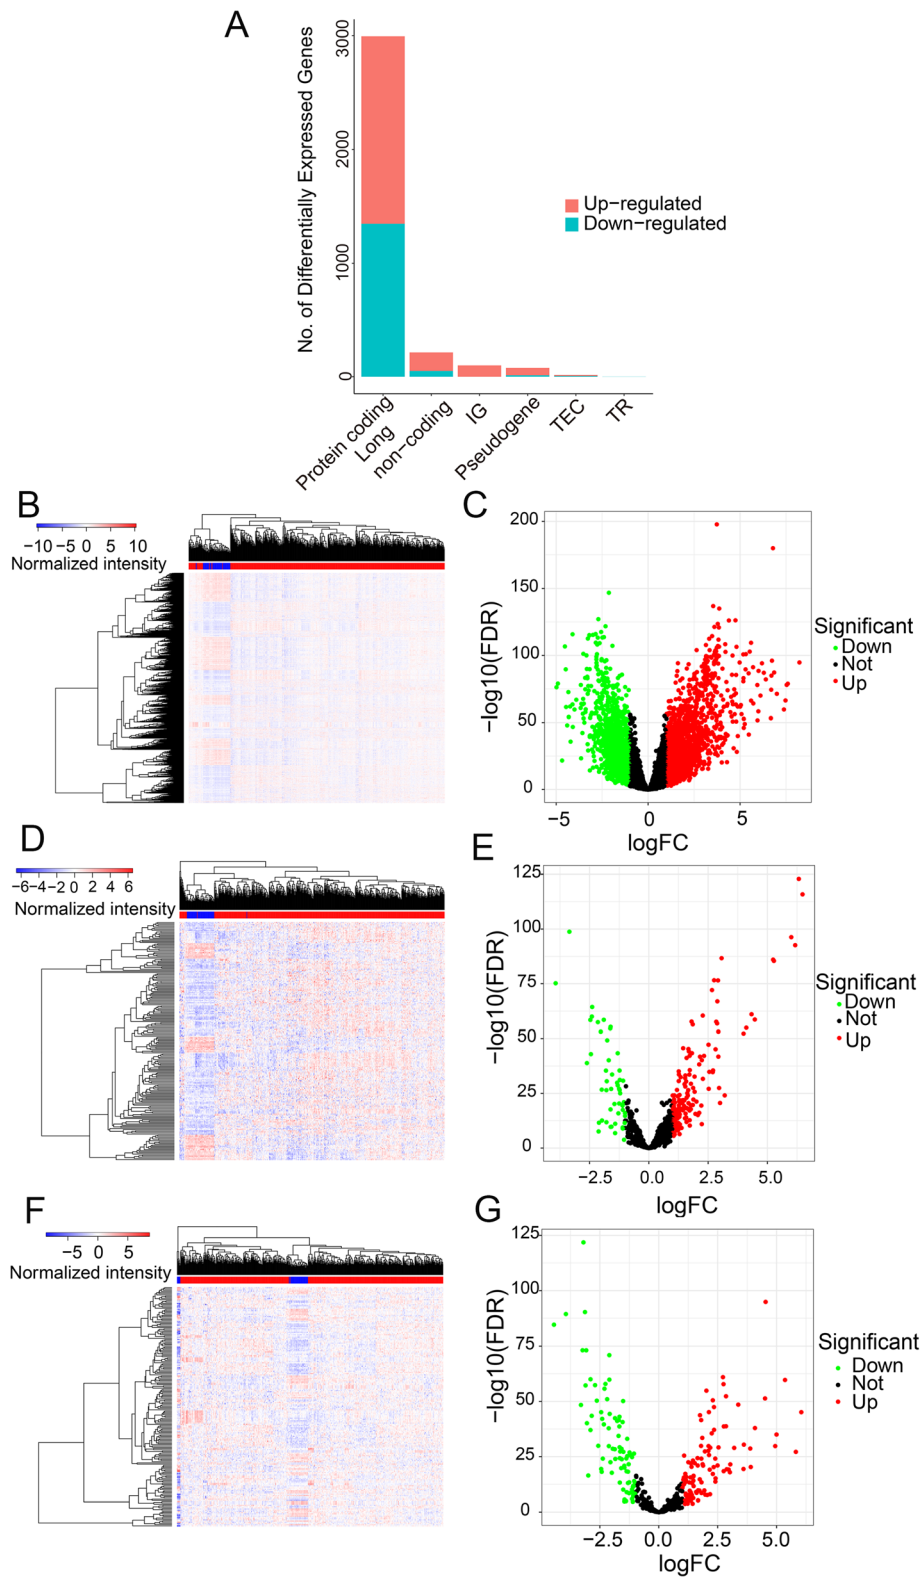 A
No. of Differentially Expressed Genes
3000
2000
1000
0
Up−regulated
Down−regulated
Protein coding
Long
non−coding
IG
Pseudogene
TEC
TR
B
−10 −5 0 5 10
Normalized intensity
C
200
150
100
50
0
−log10(FDR)
−5 0 5
logFC
Significant
Down
Not
Up
D
−6−4−2 0 2 4 6
Normalized intensity
E
125
100
75
50
25
0
−log10(FDR)
−2.5 0.0 2.5 5.0
logFC
Significant
Down
Not
Up
F
−5 0 5
Normalized intensity
G
125
100
75
50
25
0
−log10(FDR)
−2.5 0.0 2.5 5.0
logFC
Significant
Down
Not
Up